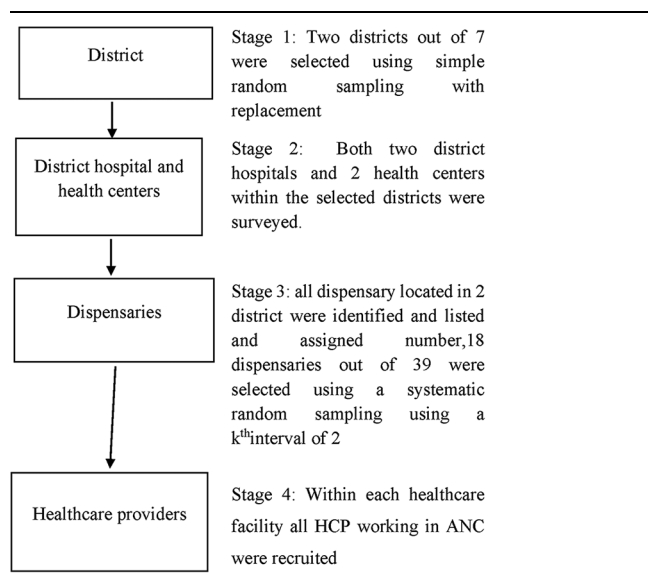 District
Stage 1: Two districts out of 7
were selected using simple
random sampling with
replacement
District hospital and
health centers
Stage 2: Both two district
hospitals and 2 health centers
within the selected districts were
surveyed.
Dispensaries
Stage 3: all dispensary located in 2
district were identified and listed
and assigned number,18
dispensaries out of 39 were
selected using a systematic
random sampling using a
kthinterval of 2
Healthcare providers
Stage 4: Within each healthcare
facility all HCP working in ANC
were recruited